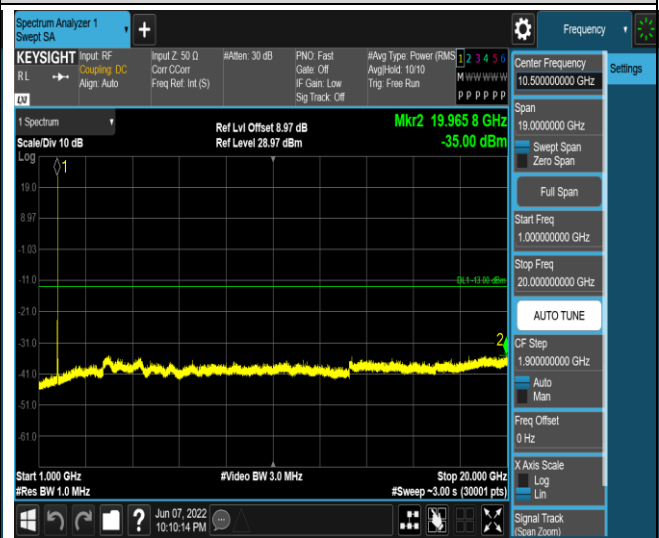 Spectrum Analyzer 1
Swept SA
+
Frequency
KEYSIGHT
RL
LXI
Input: RF
Coupling: DC
Align: Auto
Input Z: 50 Ω
Corr CCorr
Freq Ref: Int (S)
#Atten: 30 dB
PNO: Fast
Gate: Off
IF Gain: Low
Sig Track: Off
#Avg Type: Power (RMS
Avg|Hold: 10/10
Trig: Free Run
1 2 3 4 5 6
M W W W W W
P P P P P P
Center Frequency
10.500000000 GHz
Settings
Span
19.0000000 GHz
Swept Span
Zero Span
Full Span
Start Freq
1.000000000 GHz
Stop Freq
20.000000000 GHz
AUTO TUNE
CF Step
1.900000000 GHz
Auto
Man
Freq Offset
0 Hz
X Axis Scale
Log
Lin
Signal Track
(Span Zoom)
1 Spectrum
Scale/Div 10 dB
Log
Ref Lvl Offset 8.97 dB
Ref Level 28.97 dBm
Mkr2 19.965 8 GHz
-35.00 dBm
1
19.0
8.97
-1.03
-11.0
DL1 -13.00 dBm
-21.0
-31.0
2
-41.0
-51.0
-61.0
Start 1.000 GHz
#Video BW 3.0 MHz
Stop 20.000 GHz
#Res BW 1.0 MHz
#Sweep ~3.00 s (30001 pts)
?
Jun 07, 2022
10:10:14 PM